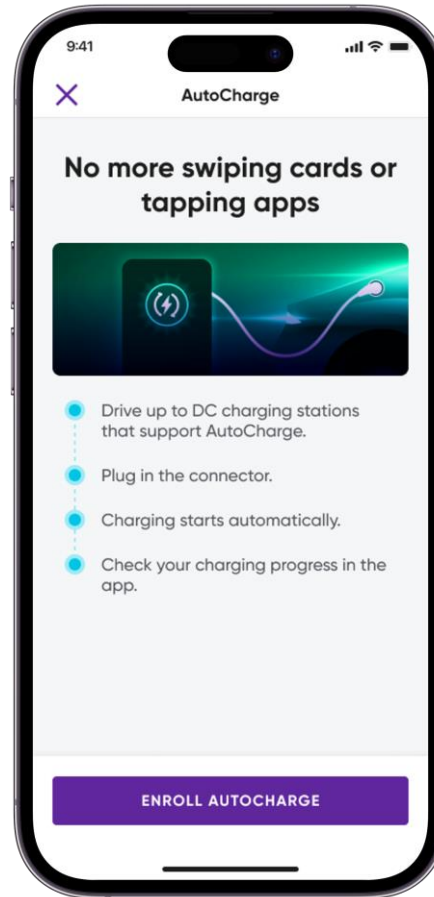 9:41
AutoCharge
No more swiping cards or
tapping apps
Drive up to DC charging stations
that support AutoCharge.
Plug in the connector.
Charging starts automatically.
Check your charging progress in the
app.
ENROLL AUTOCHARGE